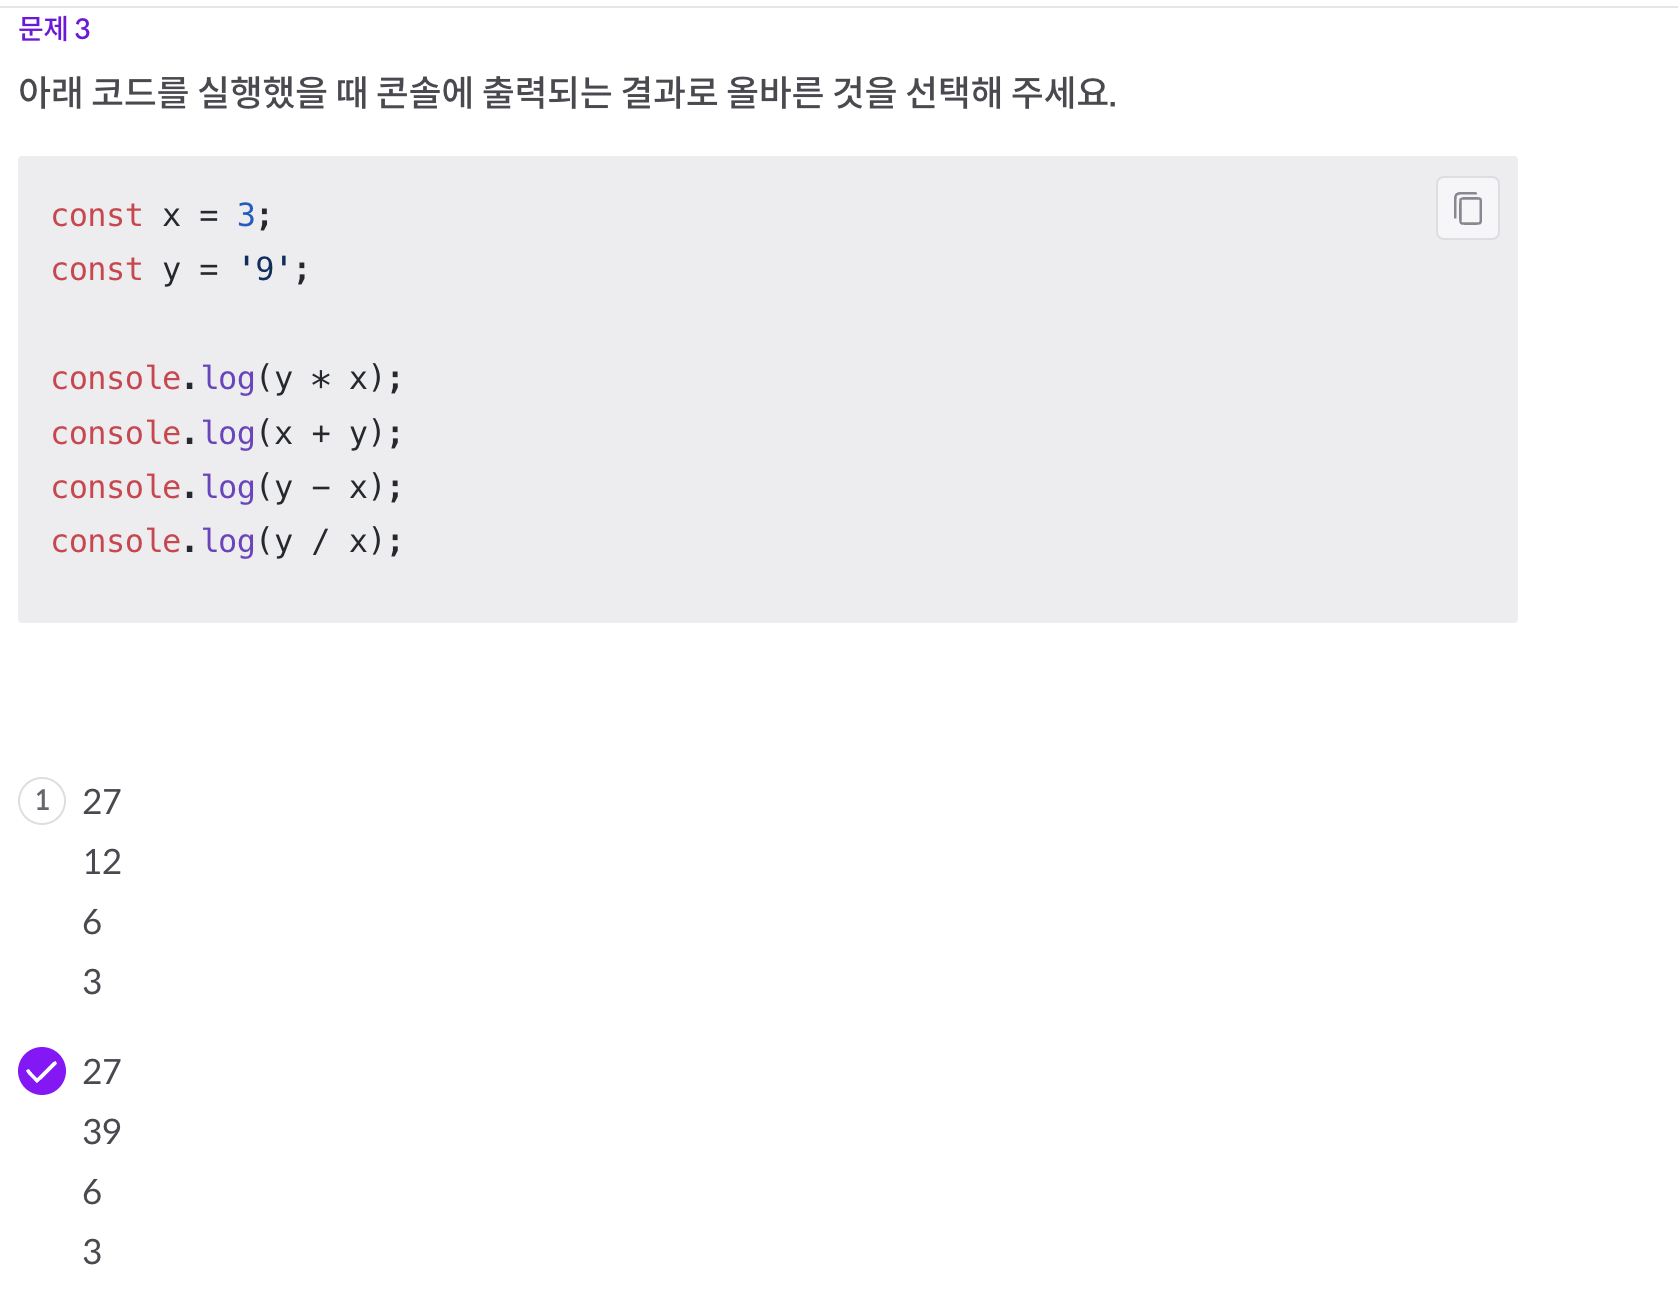 문제 3
아래 코드를 실행했을 때 콘솔에 출력되는 결과로 올바른 것을 선택해 주세요.
const x = 3;
const y = '9';
console.log(y * x);
console.log(x + y);
console.log(y - x);
console.log(y / x);
1 27
12
6
3
27
39
6
3